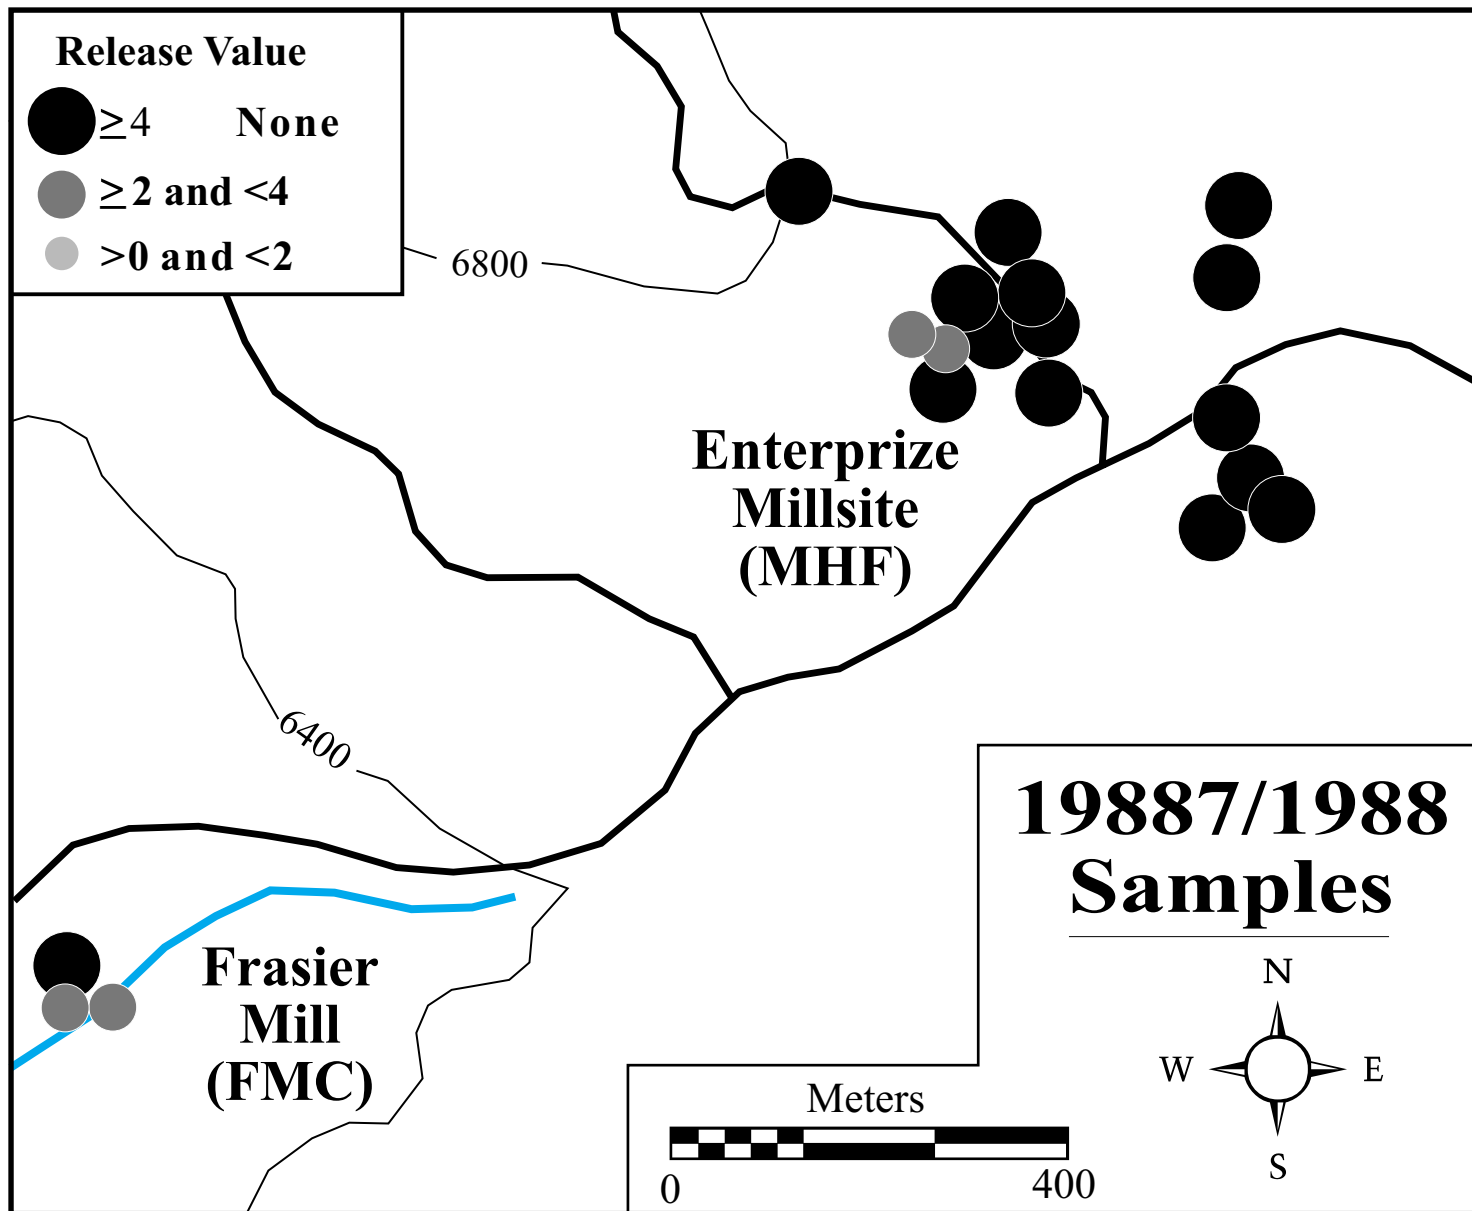 Release Value
≥4 None
≥2 and <4
>0 and <2
6800
Enterprize
Millsite
(MHF)
6400
19887/1988
Samples
Frasier
Mill
(FMC)
N
W E
S
Meters
0 400